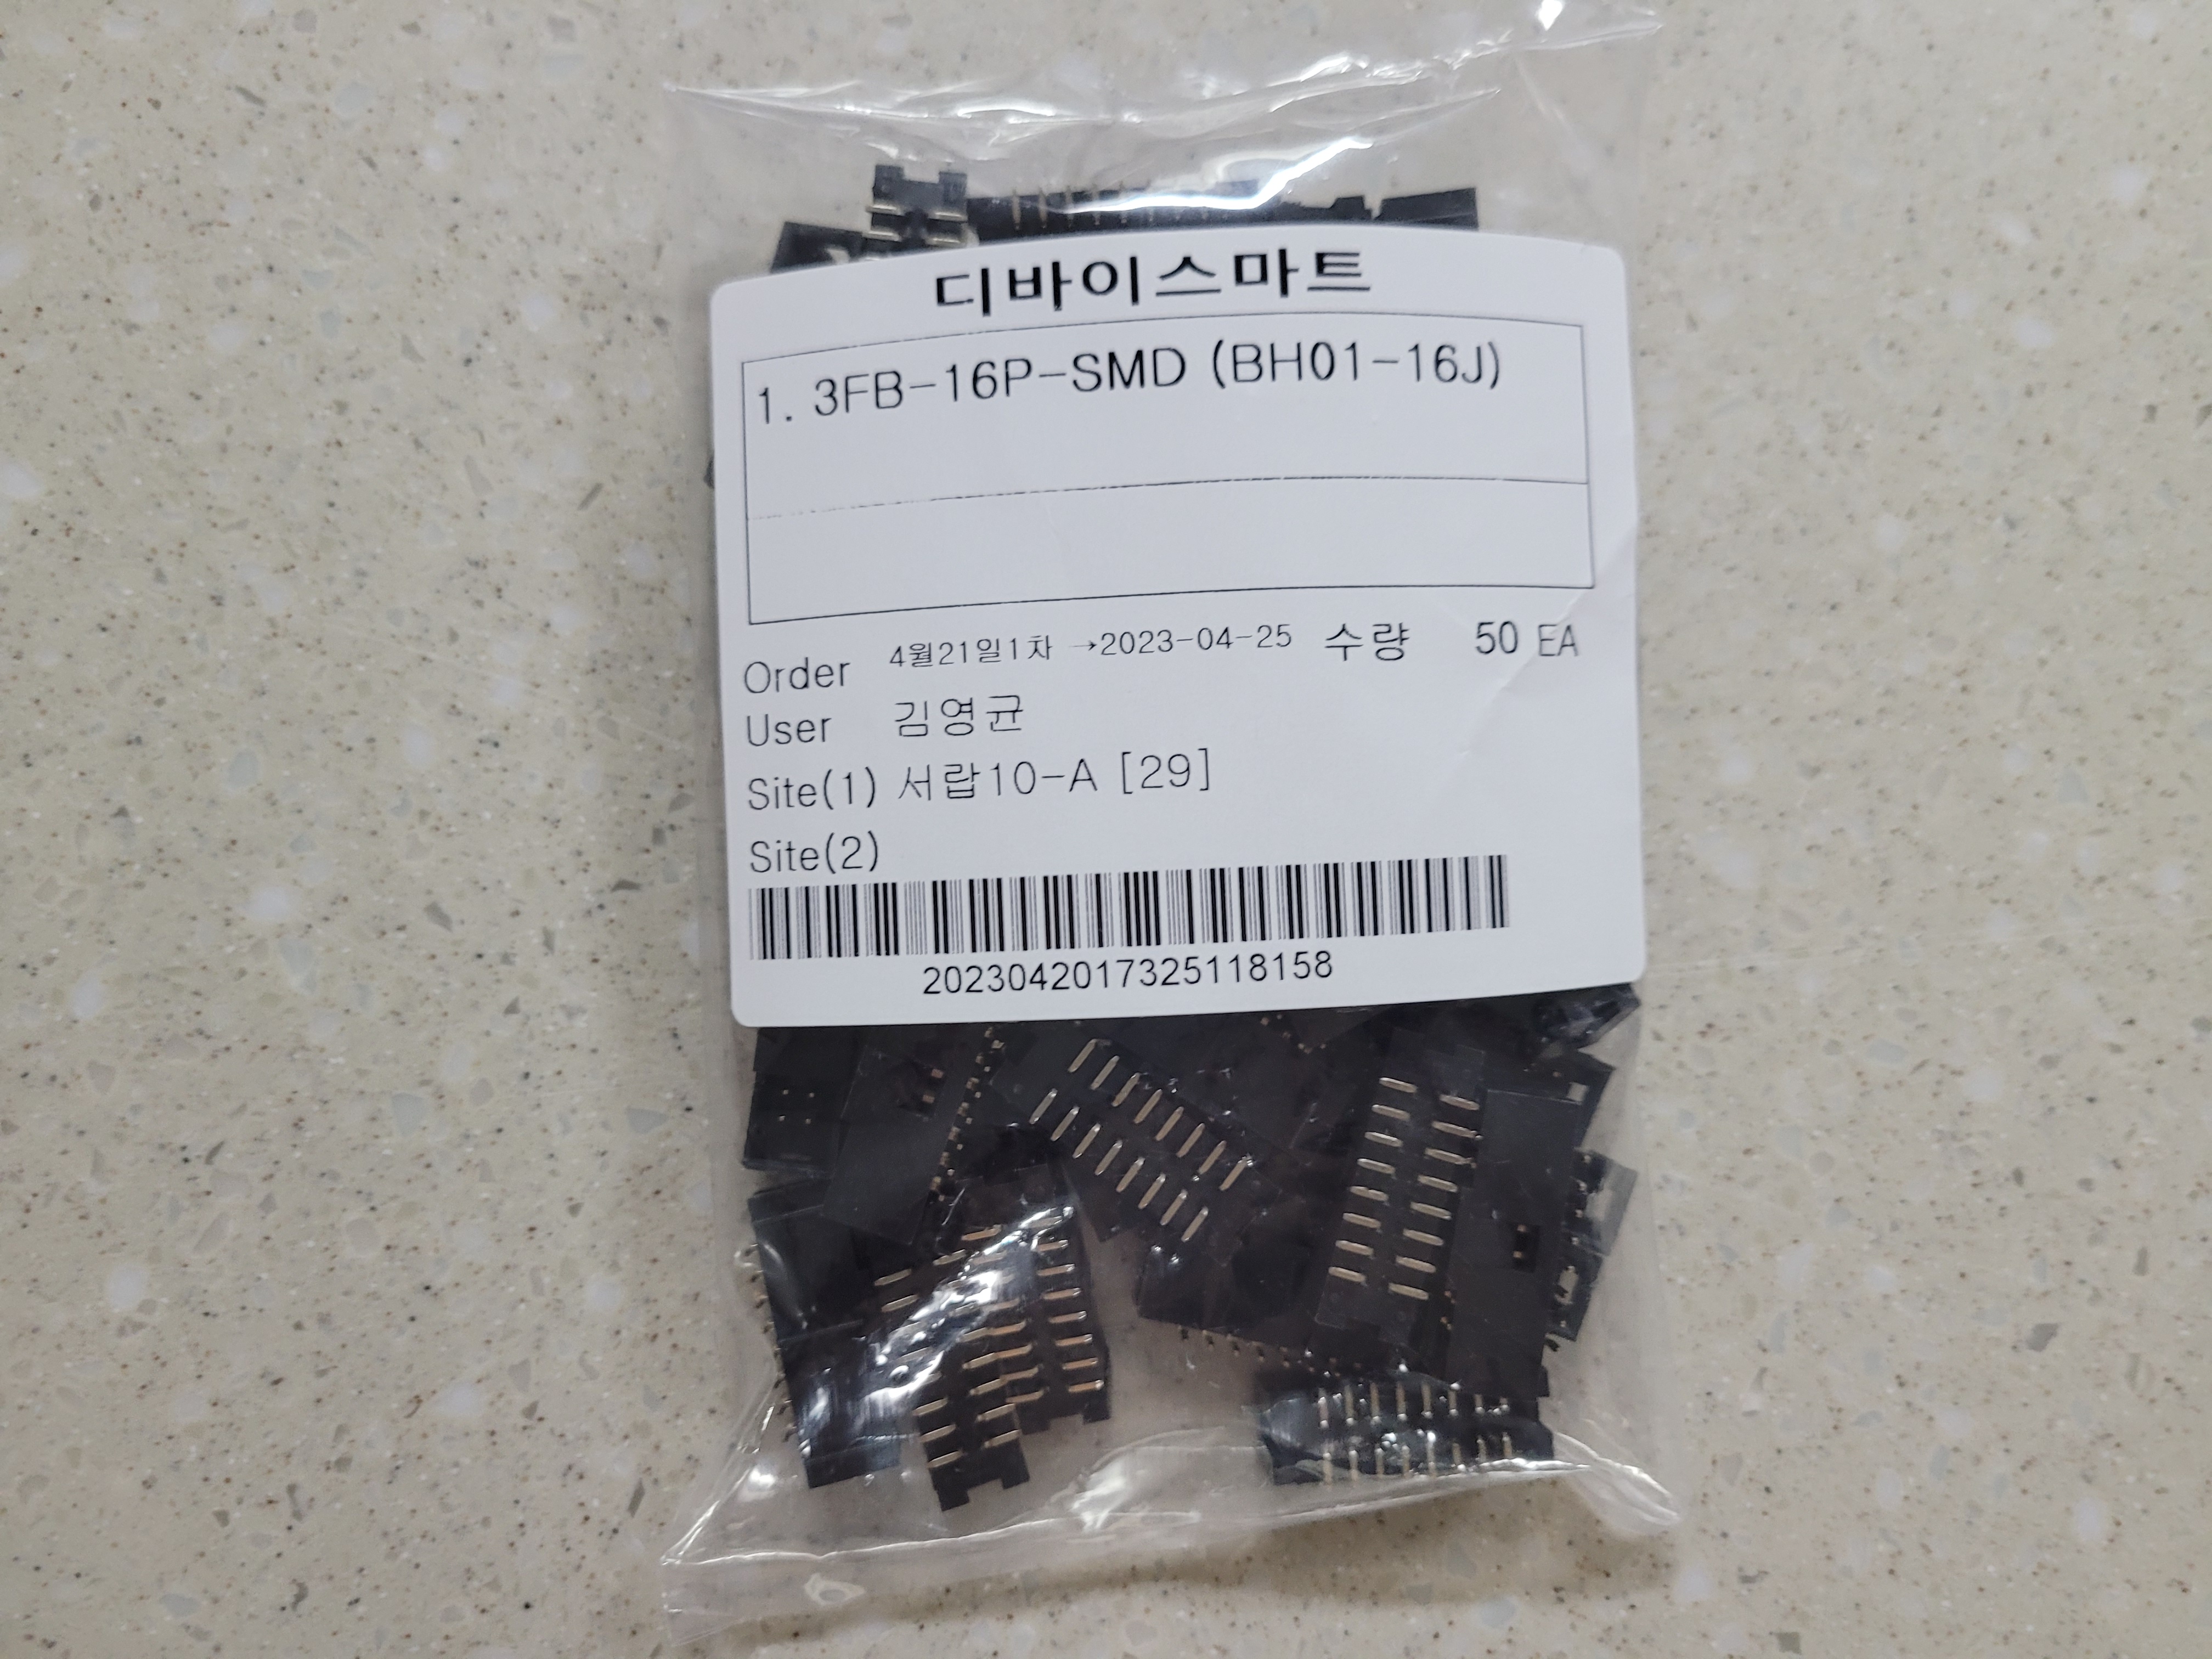 디바이스마트
1. 3FB-16P-SMD (BH01-16J)
Order 4월21일1차 →2023-04-25 수량 50 EA
User 김영균
Site(1) 서랍10-A [29]
Site(2)
2023042017325118158